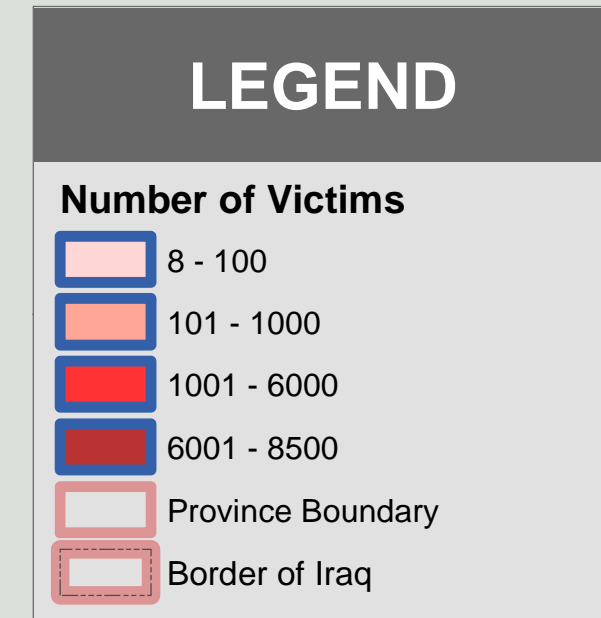 LEGEND
Number of Victims
8 - 100
101 - 1000
1001 - 6000
6001 - 8500
Province Boundary
Border of Iraq